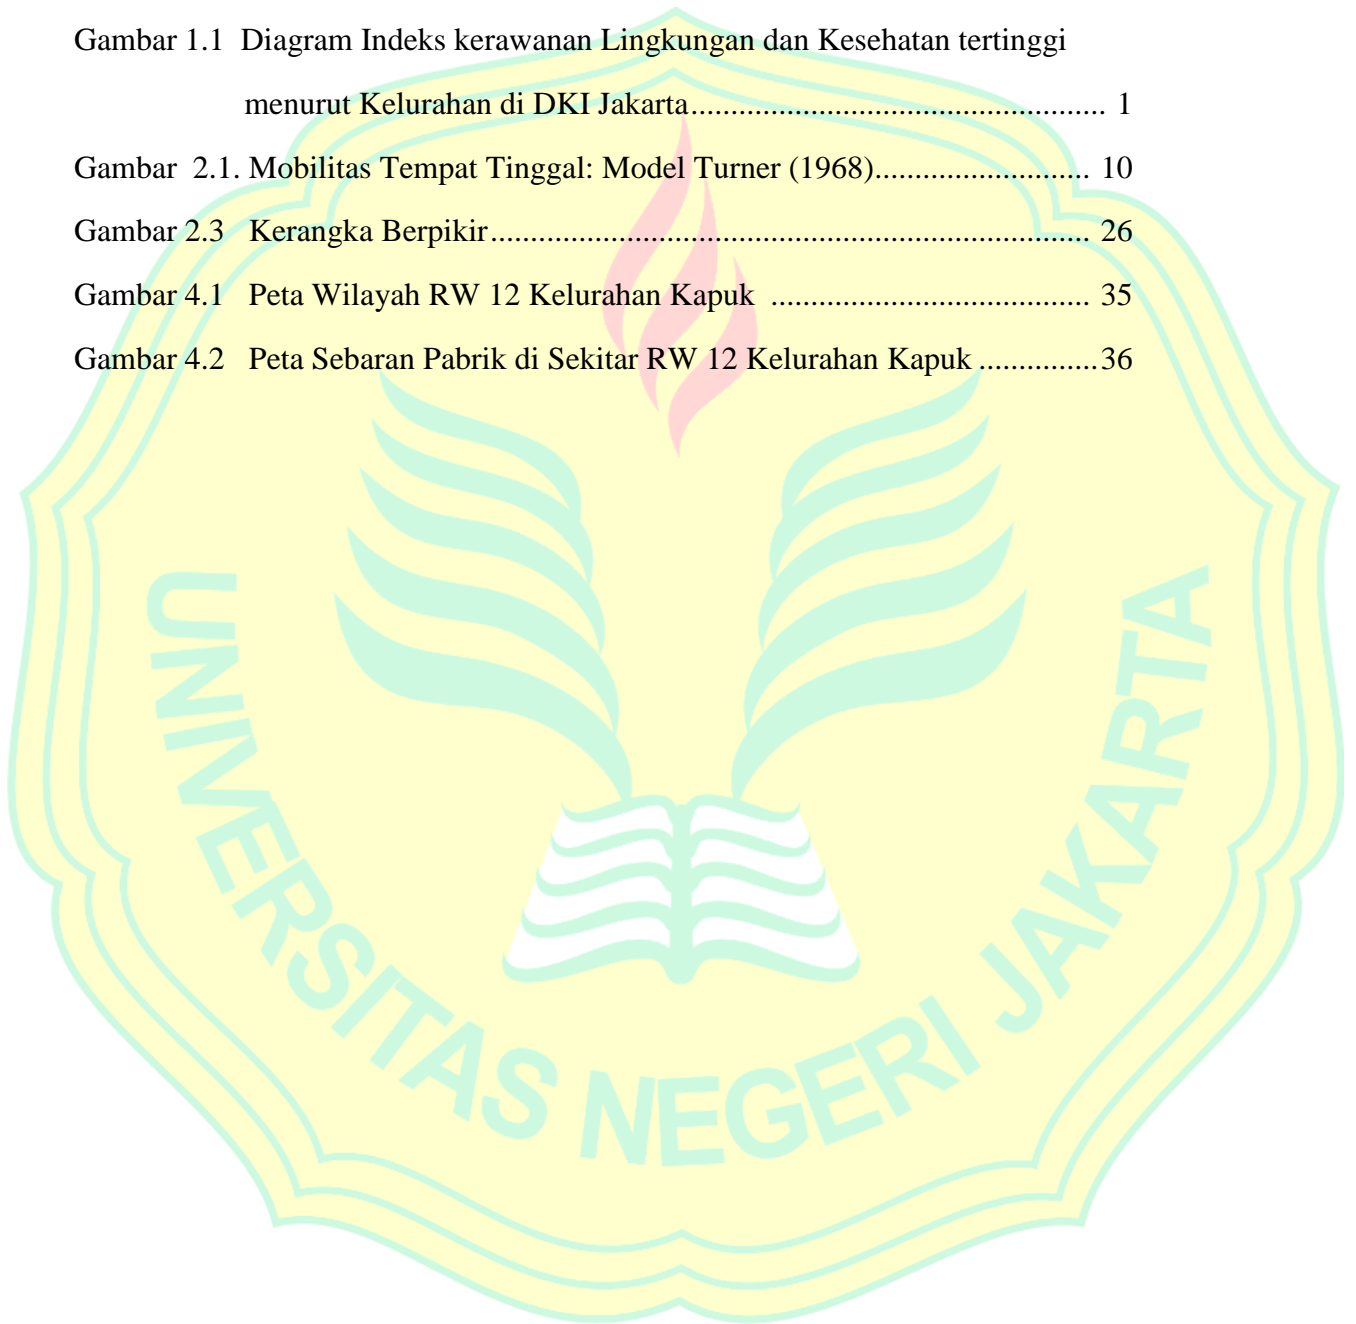 Gambar 1.1  Diagram Indeks kerawanan Lingkungan dan Kesehatan tertinggi
menurut Kelurahan di DKI Jakarta............................................ 1
Gambar  2.1. Mobilitas Tempat Tinggal: Model Turner (1968).......................... 10
Gambar 2.3   Kerangka Berpikir............................................................... 26
Gambar 4.1   Peta Wilayah RW 12 Kelurahan Kapuk  .................................. 35
Gambar 4.2   Peta Sebaran Pabrik di Sekitar RW 12 Kelurahan Kapuk ...............36
UNIVERSITAS NEGERI JAKARTA